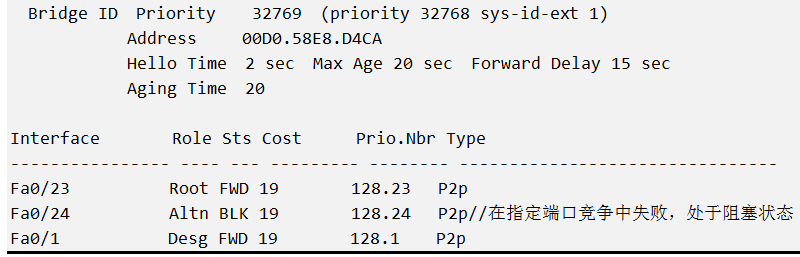 Bridge ID  Priority    32769  (priority 32768 sys-id-ext 1)
Address     00D0.58E8.D4CA
Hello Time  2 sec  Max Age 20 sec  Forward Delay 15 sec
Aging Time  20
Interface        Role Sts Cost      Prio.Nbr Type
---------------- ---- --- --------- -------- --------------------------------
Fa0/23           Root FWD 19        128.23   P2p
Fa0/24           Altn BLK 19        128.24   P2p//在指定端口竞争中失败，处于阻塞状态
Fa0/1            Desg FWD 19        128.1    P2p